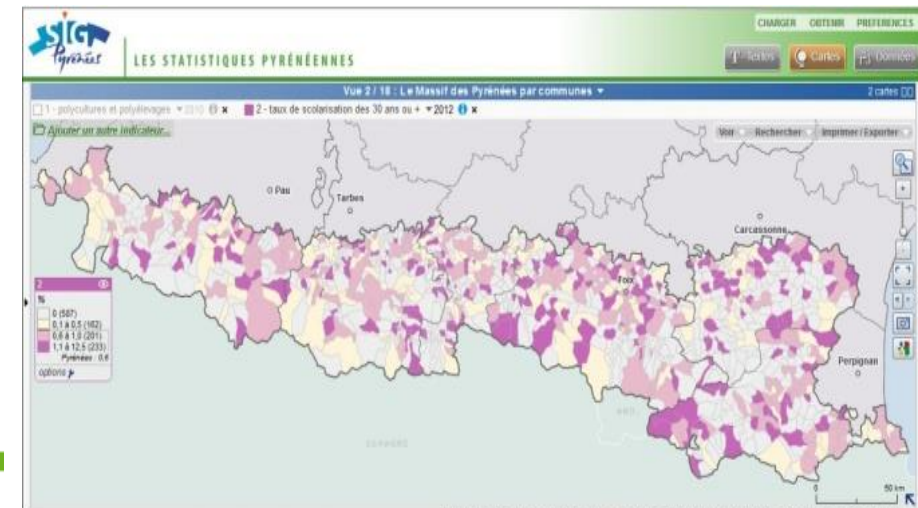 SIG
Pyrénées
LES STATISTIQUES PYRÉNÉENNES
CHARGER OBTENIR PREFERENCES
Textes Cartes Données
Vue 2 / 18 : Le Massif des Pyrénées par communes
2 cartes
1 - polycultures et polyélevages 2010 x 2 - taux de scolarisation des 30 ans ou + 2012 x
Ajouter un autre indicateur...
Voir Rechercher Imprimer / Exporter
Pau
Tarbes
Carcassonne
Foix
Perpignan
2
%
0 (587)
0,1 à 0,5 (162)
0,6 à 1,0 (201)
1,1 à 12,5 (233)
Pyrénées : 0,6
options
0 50 km